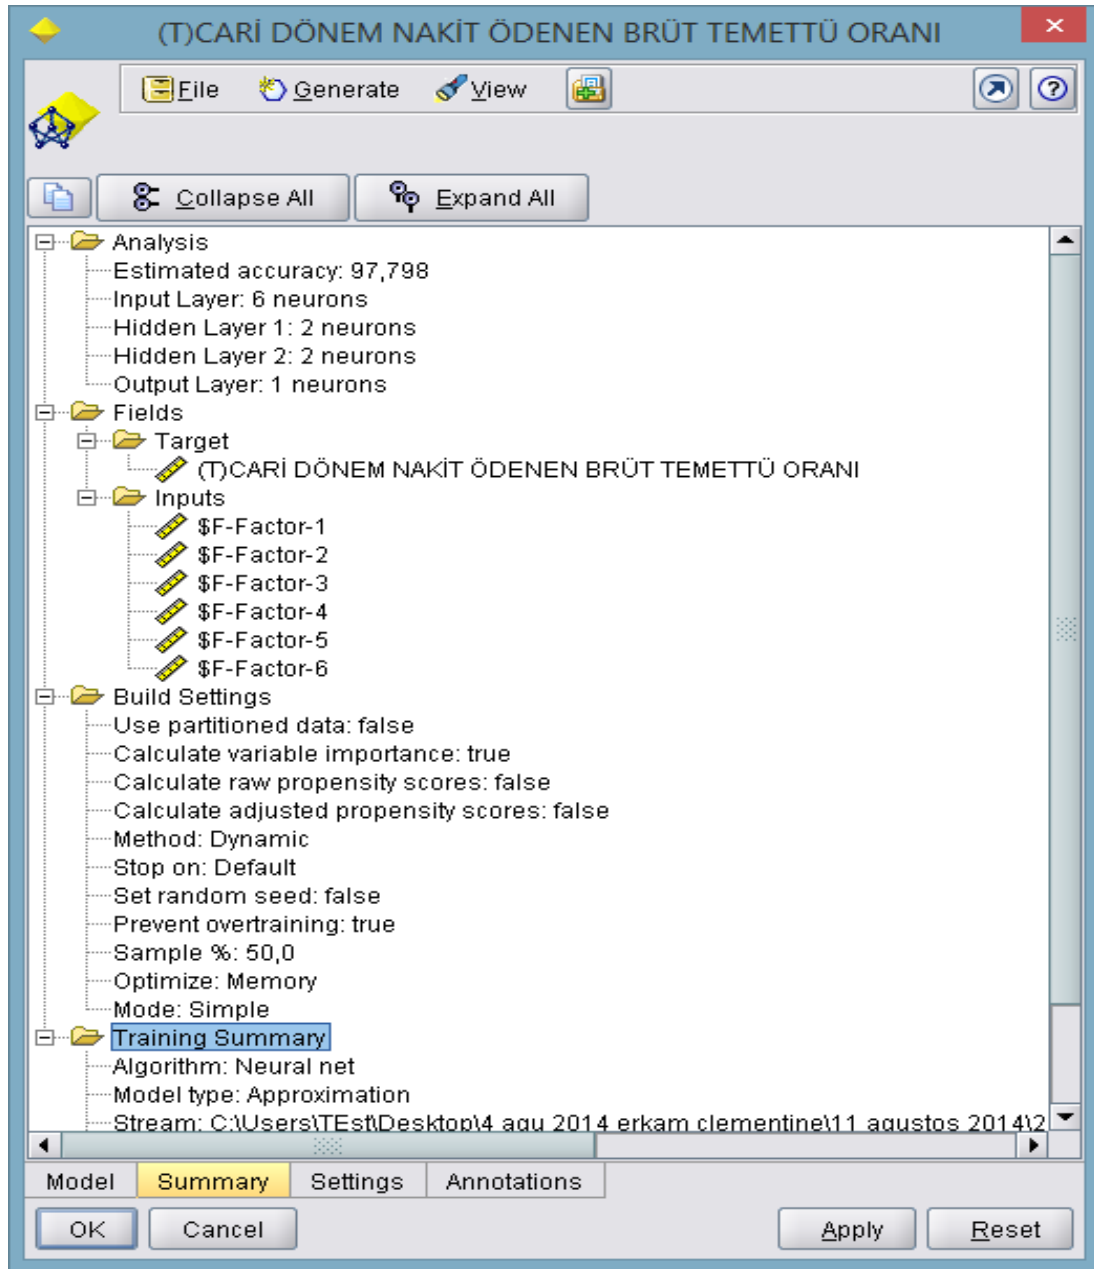 (T)CARİ DÖNEM NAKİT ÖDENEN BRÜT TEMETTÜ ORANI
File Generate View
Collapse All Expand All
Analysis
Estimated accuracy: 97,798
Input Layer: 6 neurons
Hidden Layer 1: 2 neurons
Hidden Layer 2: 2 neurons
Output Layer: 1 neurons
Fields
Target
(T)CARİ DÖNEM NAKİT ÖDENEN BRÜT TEMETTÜ ORANI
Inputs
$F-Factor-1
$F-Factor-2
$F-Factor-3
$F-Factor-4
$F-Factor-5
$F-Factor-6
Build Settings
Use partitioned data: false
Calculate variable importance: true
Calculate raw propensity scores: false
Calculate adjusted propensity scores: false
Method: Dynamic
Stop on: Default
Set random seed: false
Prevent overtraining: true
Sample %: 50,0
Optimize: Memory
Mode: Simple
Training Summary
Algorithm: Neural net
Model type: Approximation
Stream: C:\Users\TEst\Desktop\4 agu 2014 erkam clementine\11 agustos 2014\2
Model Summary Settings Annotations
OK Cancel Apply Reset